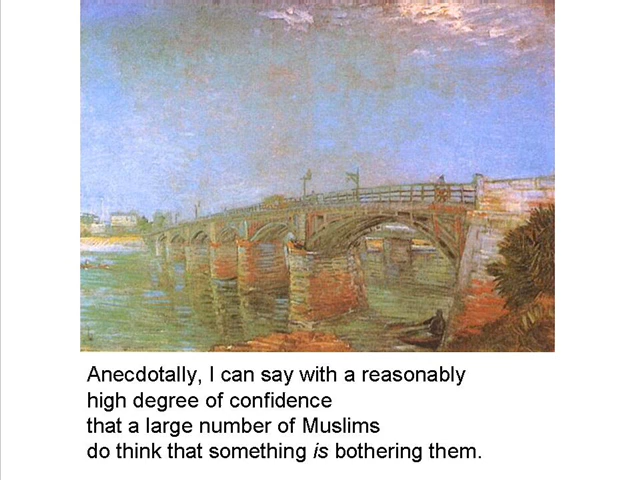 Anecdotally, I can say with a reasonably
high degree of confidence
that a large number of Muslims
do think that something is bothering them.